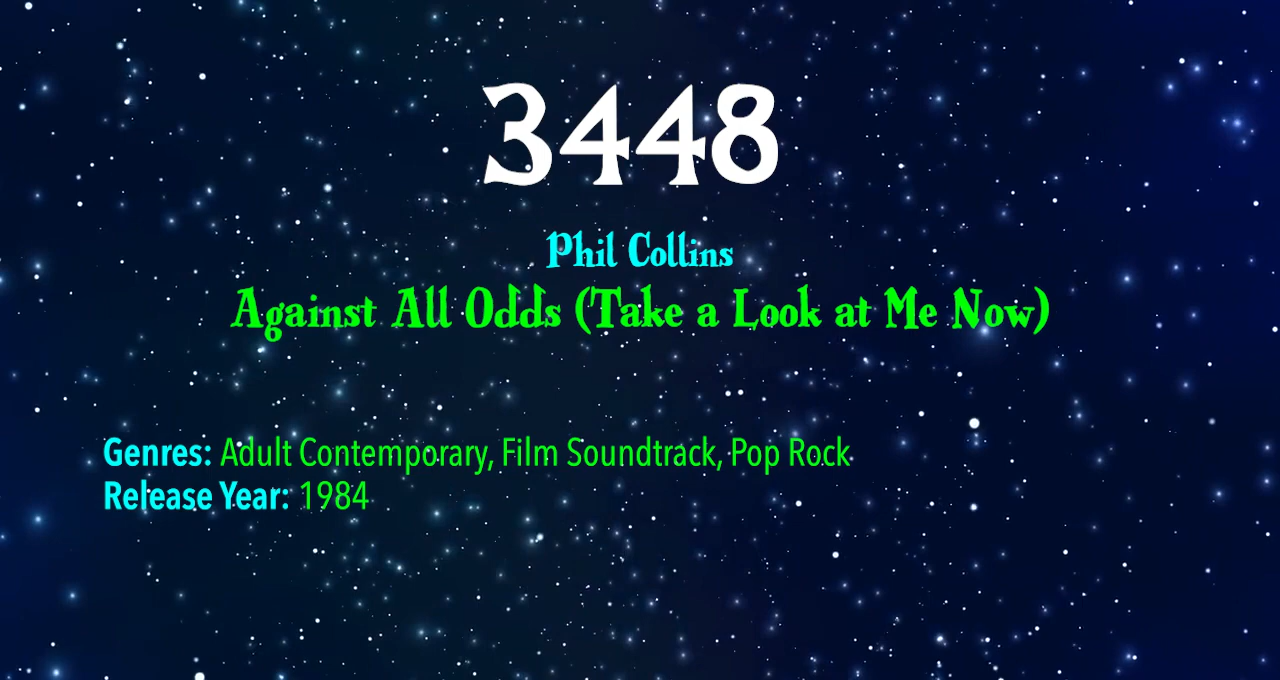 3448
Phil Collins
Against All Odds (Take a Look at Me Now)
Genres: Adult Contemporary, Film Soundtrack, Pop Rock
Release Year: 1984